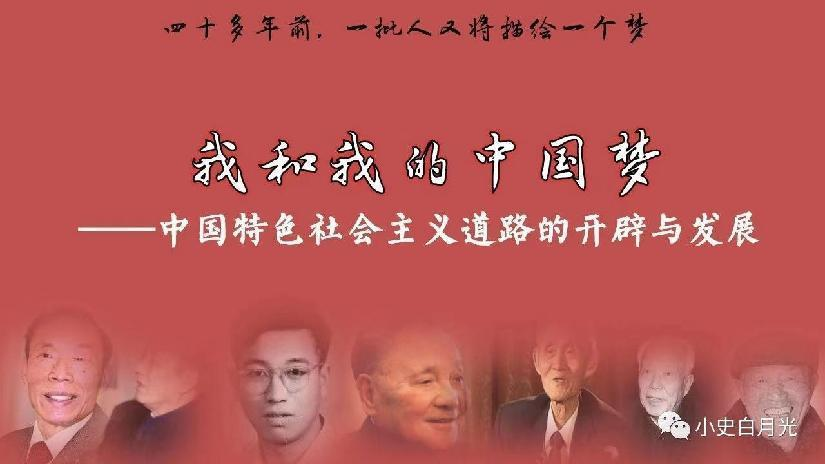 四十多年前，一批人又将描绘一个梦
我和我的中国梦
——中国特色社会主义道路的开辟与发展
小史白月光